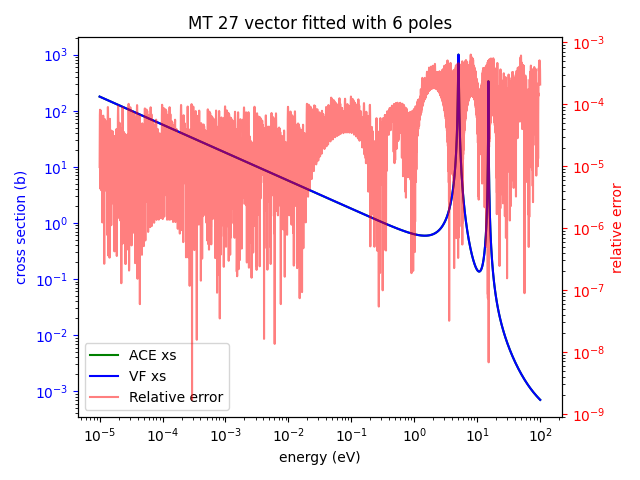 MT 27 vector fitted with 6 poles
cross section (b)
10³
10²
10¹
10⁰
10⁻¹
10⁻²
10⁻³
10⁻³
10⁻⁴
10⁻⁵
10⁻⁶
10⁻⁷
10⁻⁸
10⁻⁹
relative error
ACE xs
VF xs
Relative error
10⁻⁵ 10⁻⁴ 10⁻³ 10⁻² 10⁻¹ 10⁰ 10¹ 10²
energy (eV)